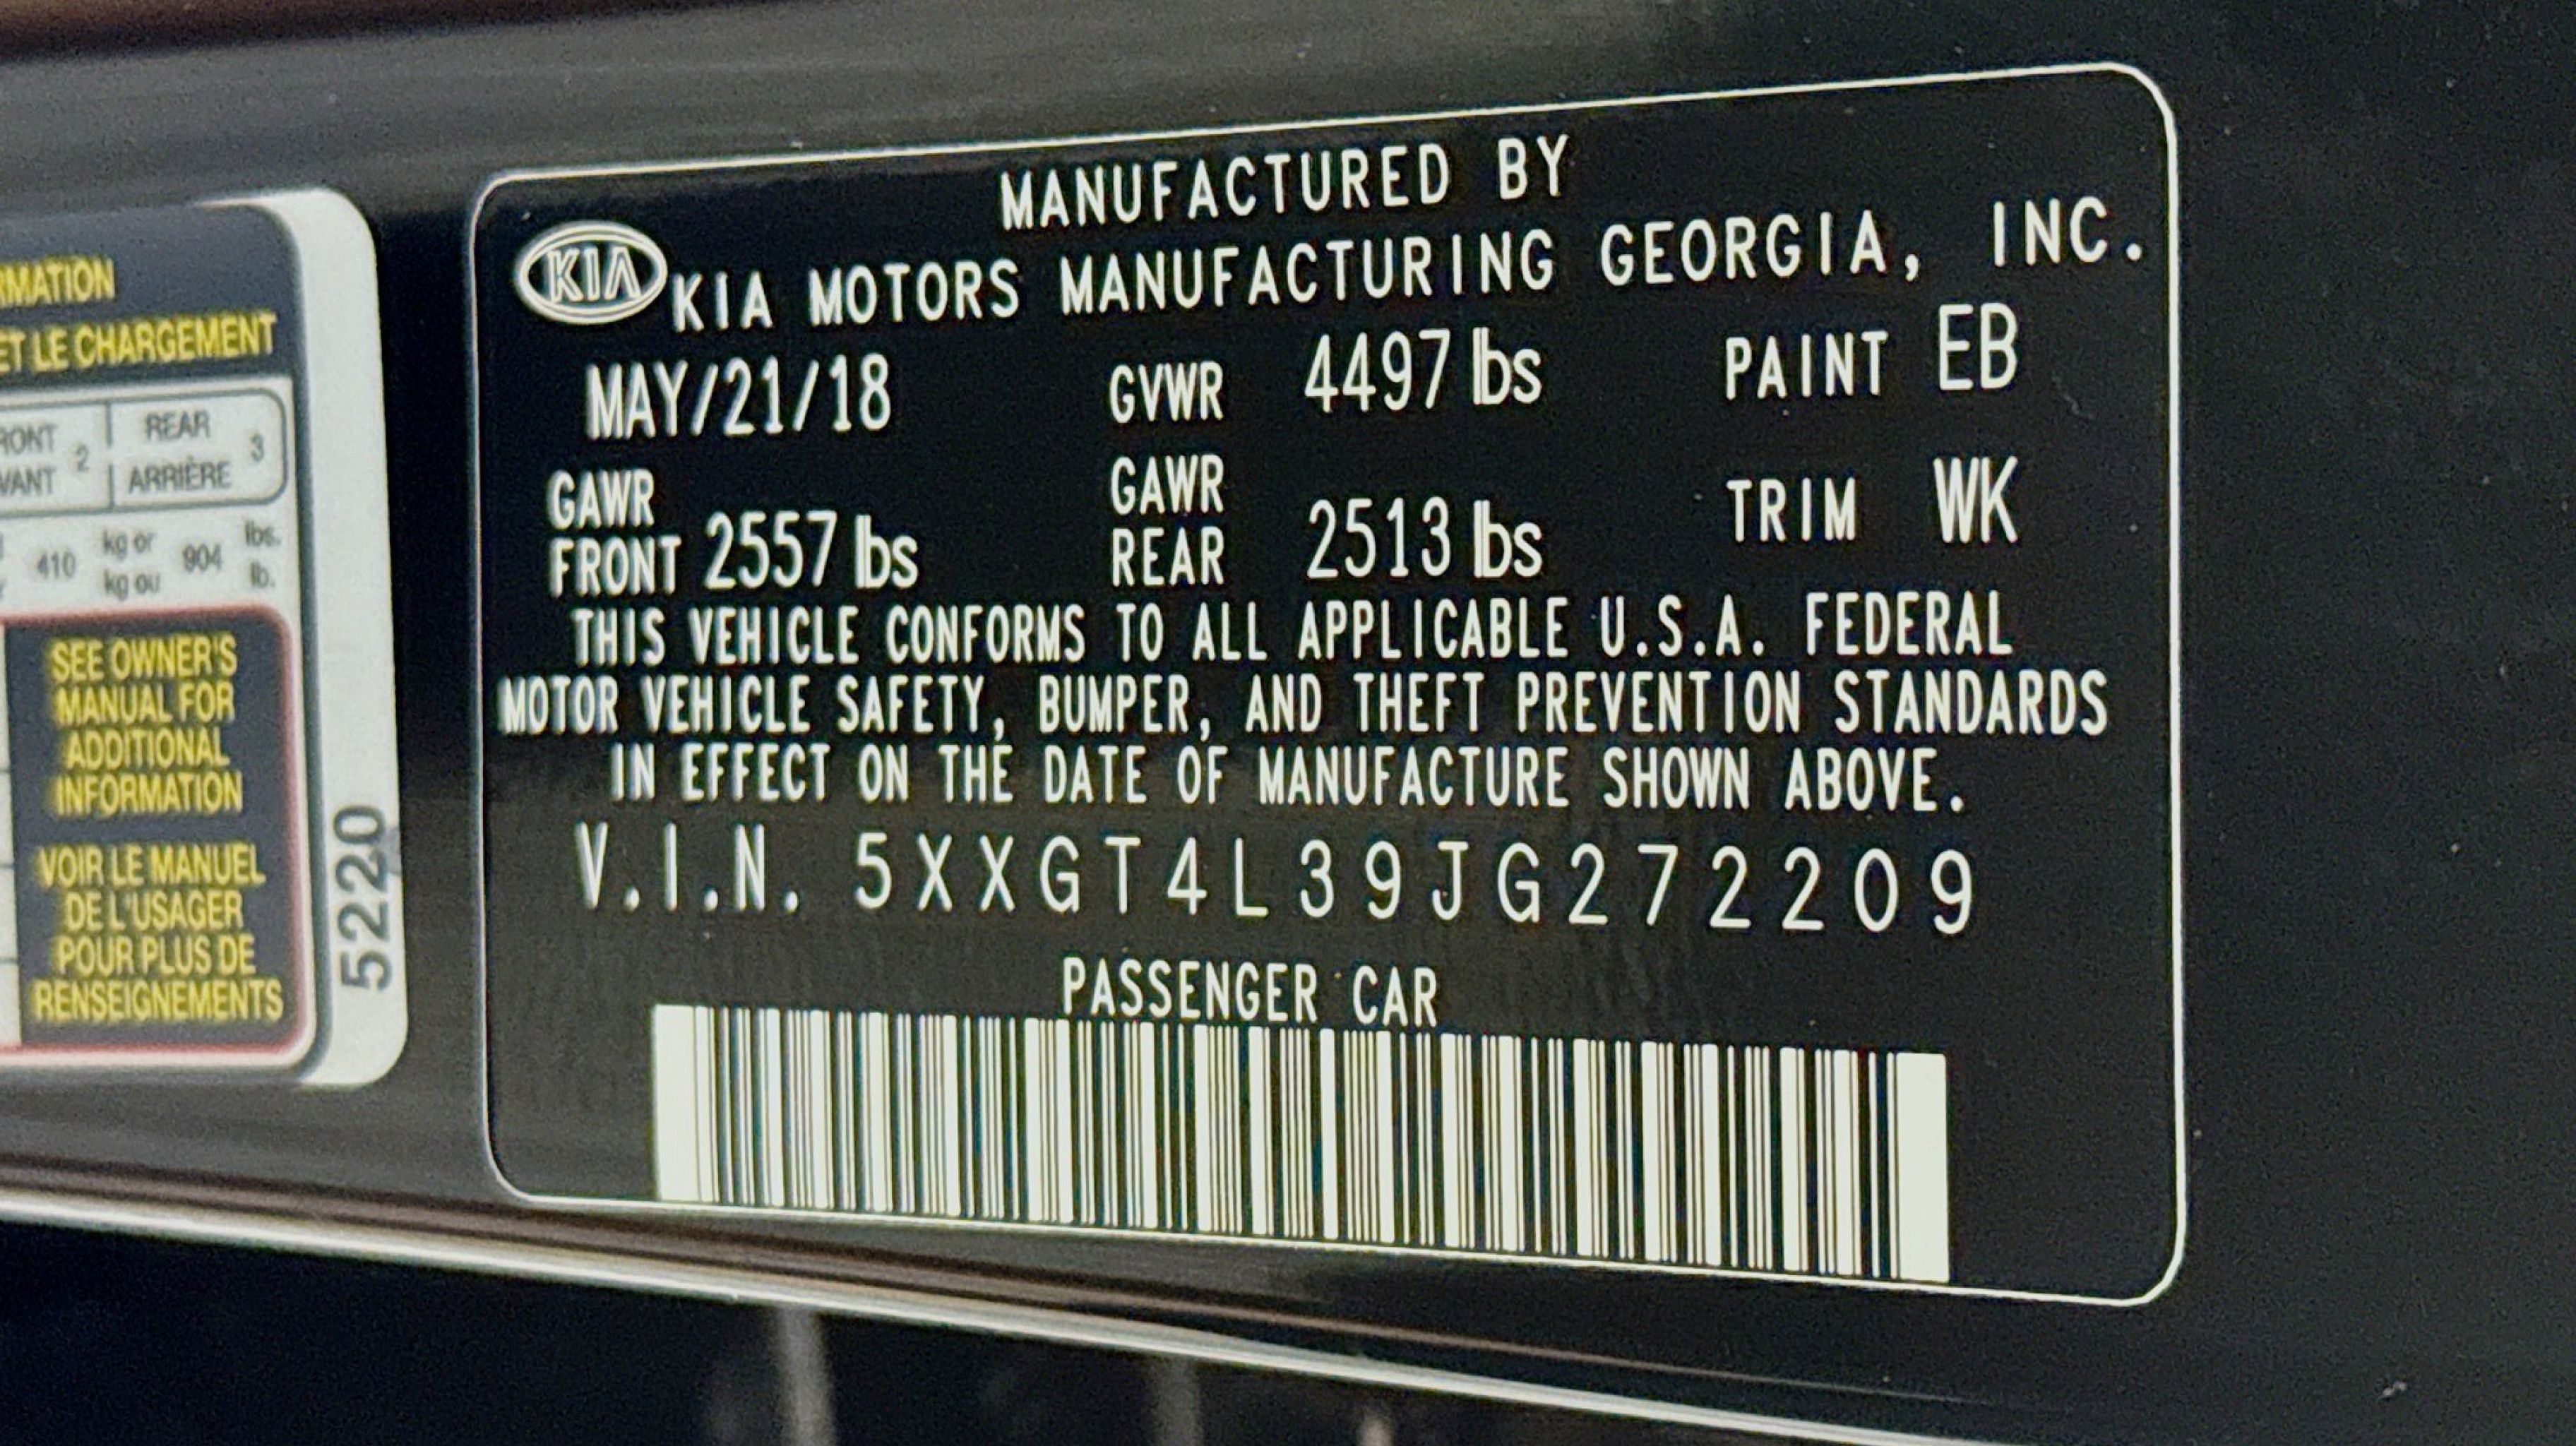 RMATION
ET LE CHARGEMENT
RONT
VANT 2
REAR
ARRIÈRE 3
410 kg or 904 lbs.
kg ou lb.
SEE OWNER'S
MANUAL FOR
ADDITIONAL
INFORMATION
VOIR LE MANUEL
DE L'USAGER
POUR PLUS DE
RENSEIGNEMENTS
5220
MANUFACTURED BY
KIA KIA MOTORS MANUFACTURING GEORGIA, INC.
MAY/21/18 GVWR 4497 lbs PAINT EB
GAWR GAWR
FRONT 2557 lbs REAR 2513 lbs TRIM WK
THIS VEHICLE CONFORMS TO ALL APPLICABLE U.S.A. FEDERAL
MOTOR VEHICLE SAFETY, BUMPER, AND THEFT PREVENTION STANDARDS
IN EFFECT ON THE DATE OF MANUFACTURE SHOWN ABOVE.
V.I.N. 5XXGT4L39JG272209
PASSENGER CAR